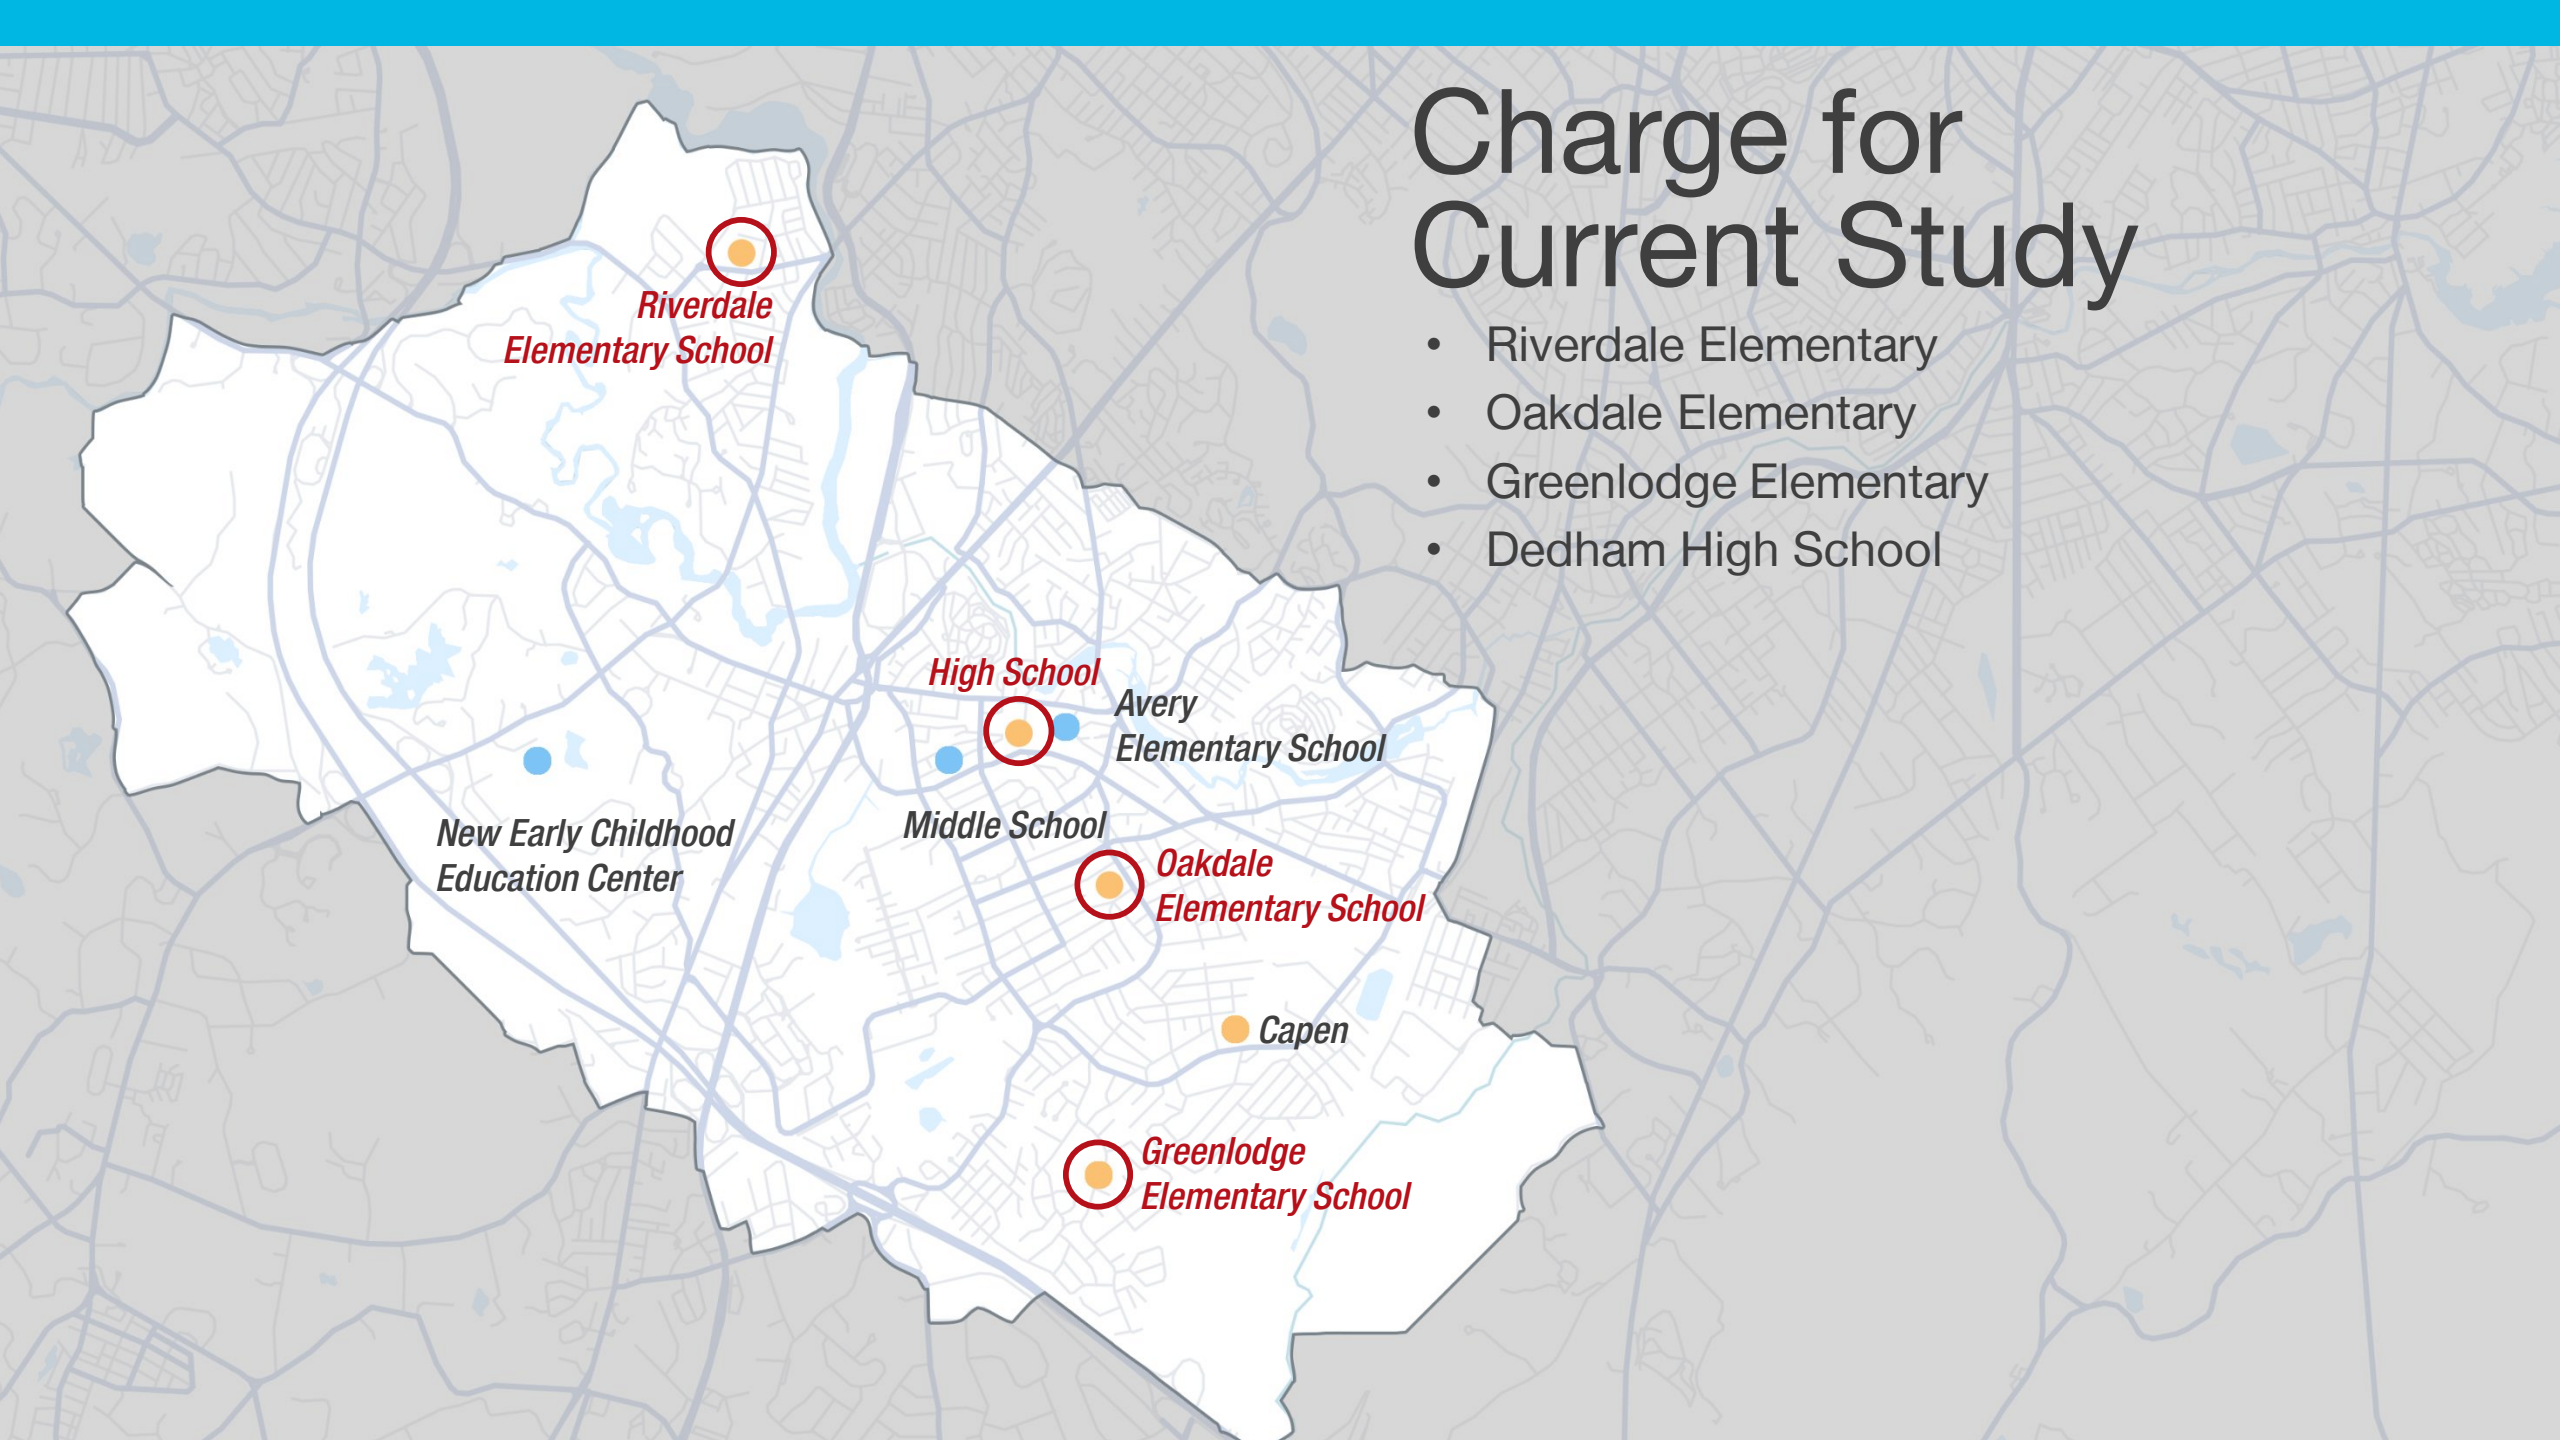 Charge for
Current Study
• Riverdale Elementary
• Oakdale Elementary
• Greenlodge Elementary
• Dedham High School
Riverdale
Elementary School
High School
Avery
Elementary School
Middle School
New Early Childhood
Education Center
Oakdale
Elementary School
Capen
Greenlodge
Elementary School